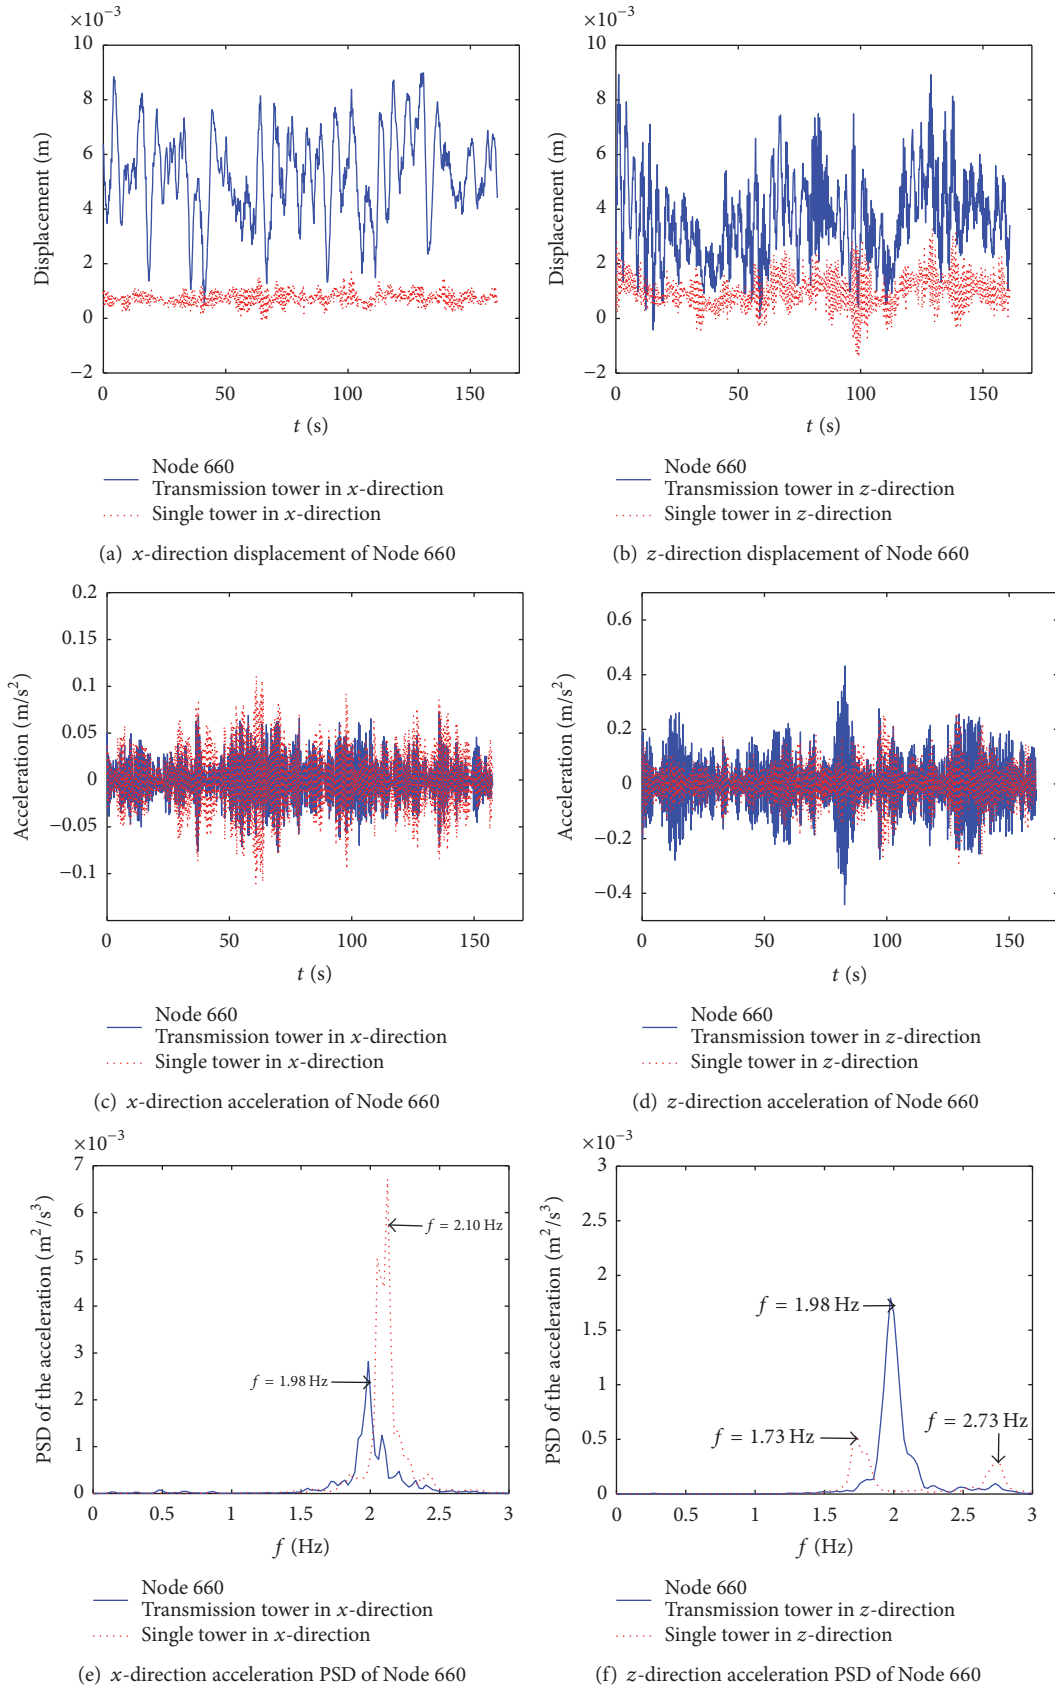 ×10⁻³
10
8
6
4
2
0
−2
Displacement (m)
0 50 100 150
t (s)
Node 660
Transmission tower in x-direction
Single tower in x-direction
(a) x-direction displacement of Node 660
×10⁻³
10
8
6
4
2
0
−2
Displacement (m)
0 50 100 150
t (s)
Node 660
Transmission tower in z-direction
Single tower in z-direction
(b) z-direction displacement of Node 660
0.2
0.15
0.1
0.05
0
−0.05
−0.1
Acceleration (m/s²)
0 50 100 150
t (s)
Node 660
Transmission tower in x-direction
Single tower in x-direction
(c) x-direction acceleration of Node 660
0.6
0.4
0.2
0
−0.2
−0.4
Acceleration (m/s²)
0 50 100 150
t (s)
Node 660
Transmission tower in z-direction
Single tower in z-direction
(d) z-direction acceleration of Node 660
×10⁻³
7
6
5
4
3
2
1
0
PSD of the acceleration (m²/s³)
f = 2.10 Hz
f = 1.98 Hz
0 0.5 1 1.5 2 2.5 3
f (Hz)
Node 660
Transmission tower in x-direction
Single tower in x-direction
(e) x-direction acceleration PSD of Node 660
×10⁻³
3
2.5
2
1.5
1
0.5
0
PSD of the acceleration (m²/s³)
f = 1.98 Hz
f = 1.73 Hz
f = 2.73 Hz
0 0.5 1 1.5 2 2.5 3
f (Hz)
Node 660
Transmission tower in z-direction
Single tower in z-direction
(f) z-direction acceleration PSD of Node 660